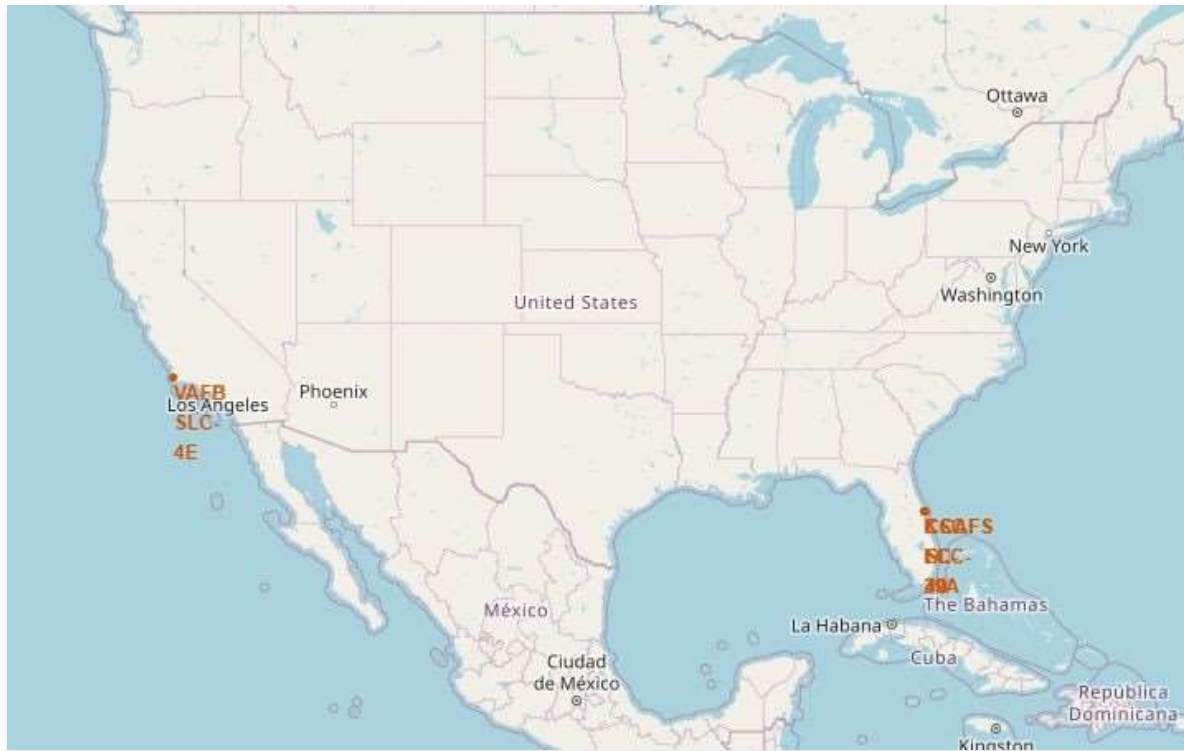 Ottawa
New York
Washington
United States
VAFB
Los Angeles
SLC-
4E
Phoenix
The Bahamas
México
La Habana
Cuba
Ciudad
de México
República
Dominicana
Kingston